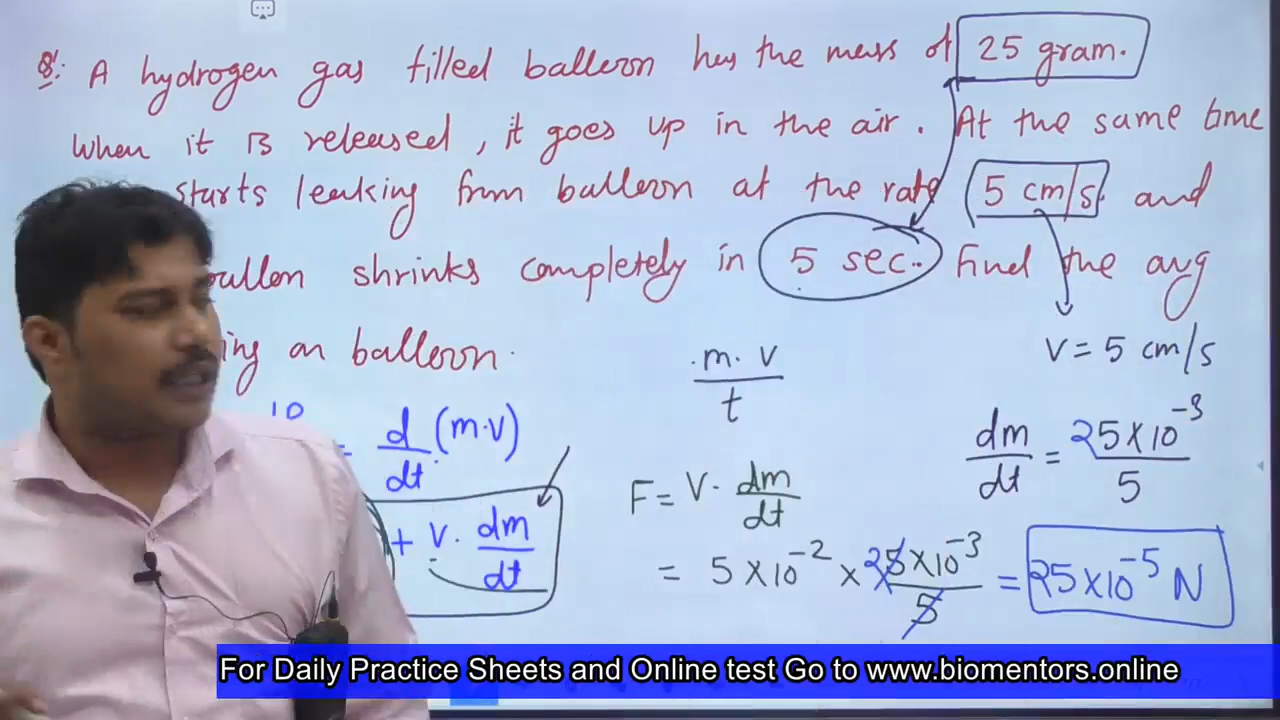 Q: A hydrogen gas filled balloon has the mass of 25 gram.
When it is released, it goes up in the air. At the same time
starts leaking from balloon at the rate 5 cm/s. and
shrinks completely in 5 sec. Find the avg
on balloon.
m. v / t
v = 5 cm/s
10
= d/dt (m.v)
dm/dt = 25×10⁻³ / 5
F = v. dm/dt
+ v. dm/dt
= 5×10⁻² × 25×10⁻³ / 5 = 25×10⁻⁵ N
For Daily Practice Sheets and Online test Go to www.biomentors.online